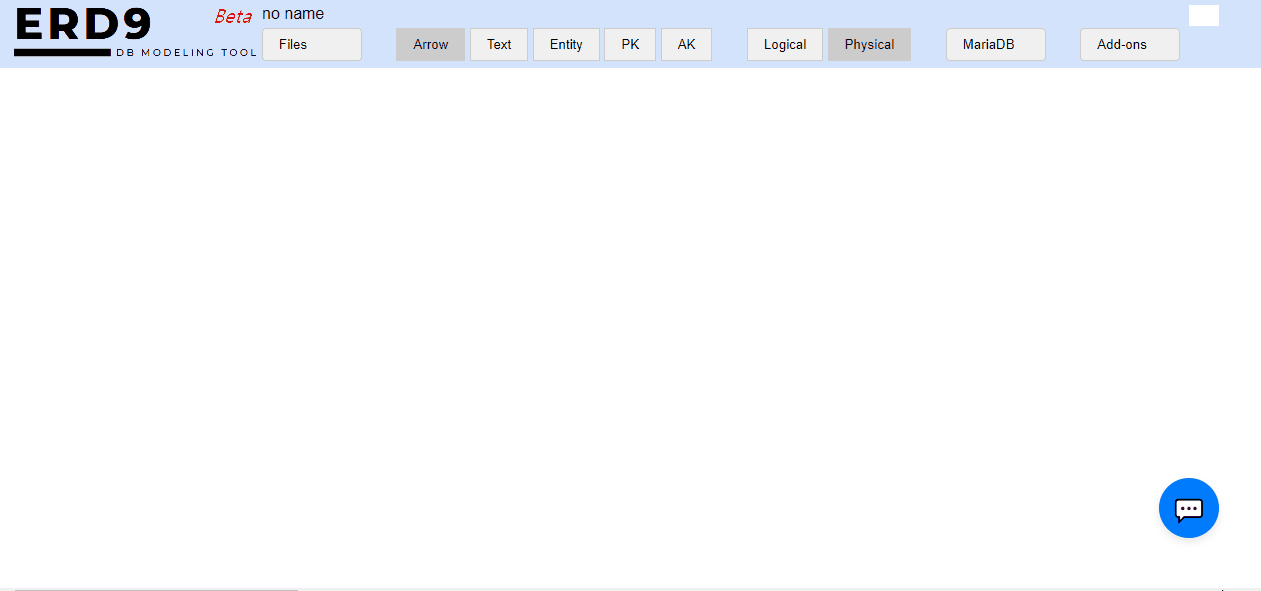 ERD9
Beta
DB MODELING TOOL
no name
Files
Arrow
Text
Entity
PK
AK
Logical
Physical
MariaDB
Add-ons